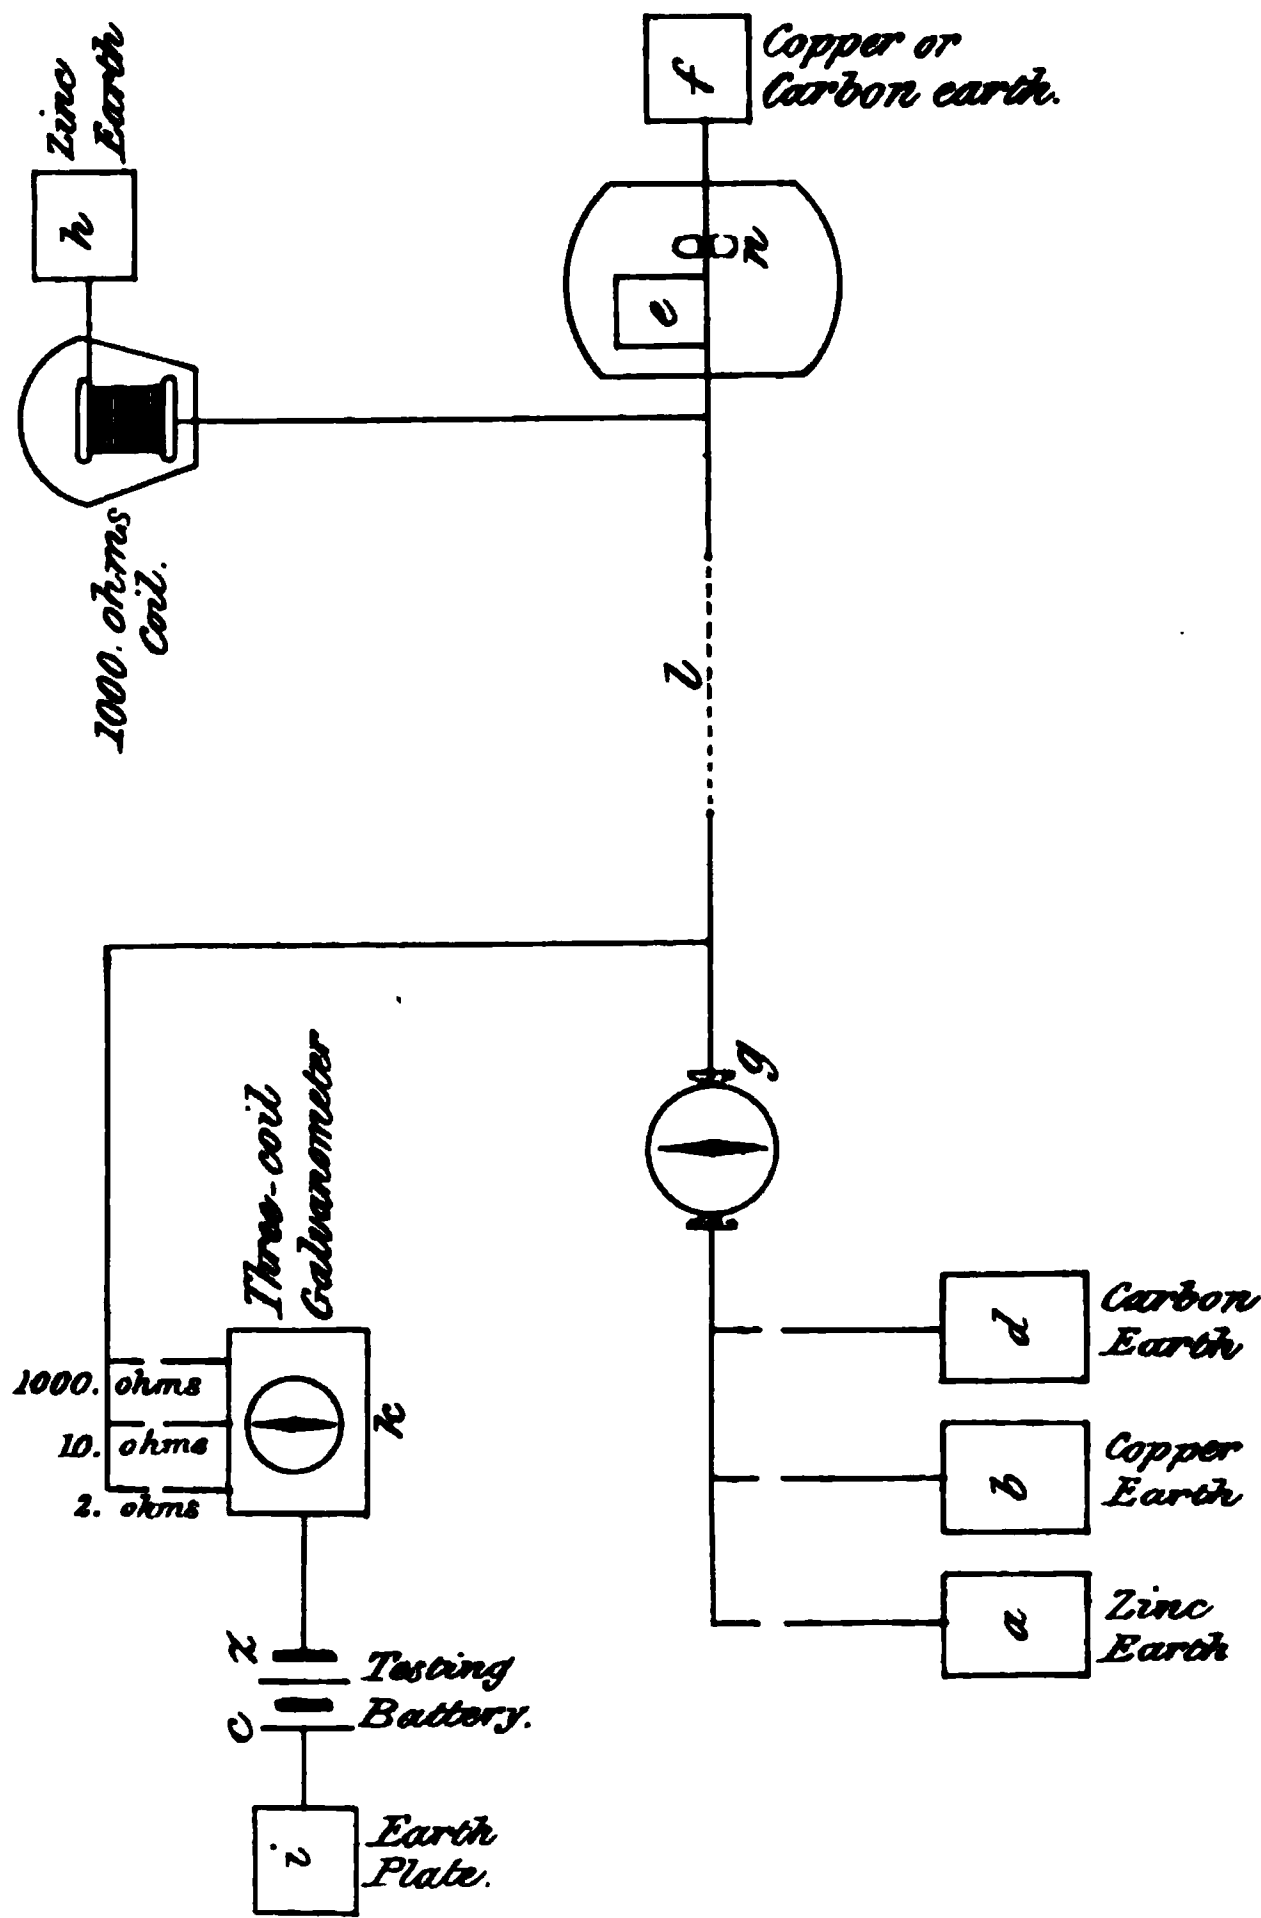 Zinc
Earth
h
f
Copper or
Carbon earth.
n
e
1000. ohms
Coil.
l
g
Three-coil
Galvanometer
k
1000. ohms
10. ohms
2. ohms
d
Carbon
Earth
b
Copper
Earth
a
Zinc
Earth
z
c
Testing
Battery.
i
Earth
Plate.